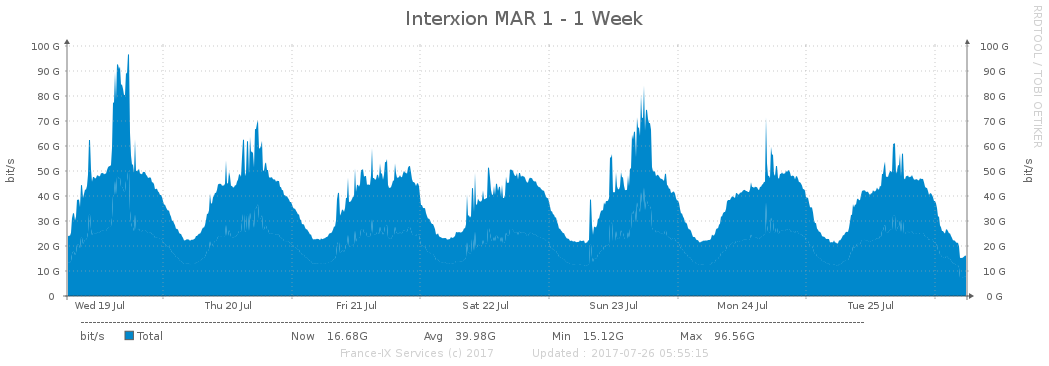 Interxion MAR 1 - 1 Week
RRDTOOL / TOBI OETIKER
bit/s
100 G 100 G
90 G 90 G
80 G 80 G
70 G 70 G
60 G 60 G
50 G 50 G
40 G 40 G
30 G 30 G
20 G 20 G
10 G 10 G
0 0 G
bit/s
Wed 19 Jul Thu 20 Jul Fri 21 Jul Sat 22 Jul Sun 23 Jul Mon 24 Jul Tue 25 Jul
bit/s Total Now 16.68G Avg 39.98G Min 15.12G Max 96.56G
France-IX Services (c) 2017 Updated : 2017-07-26 05:55:15